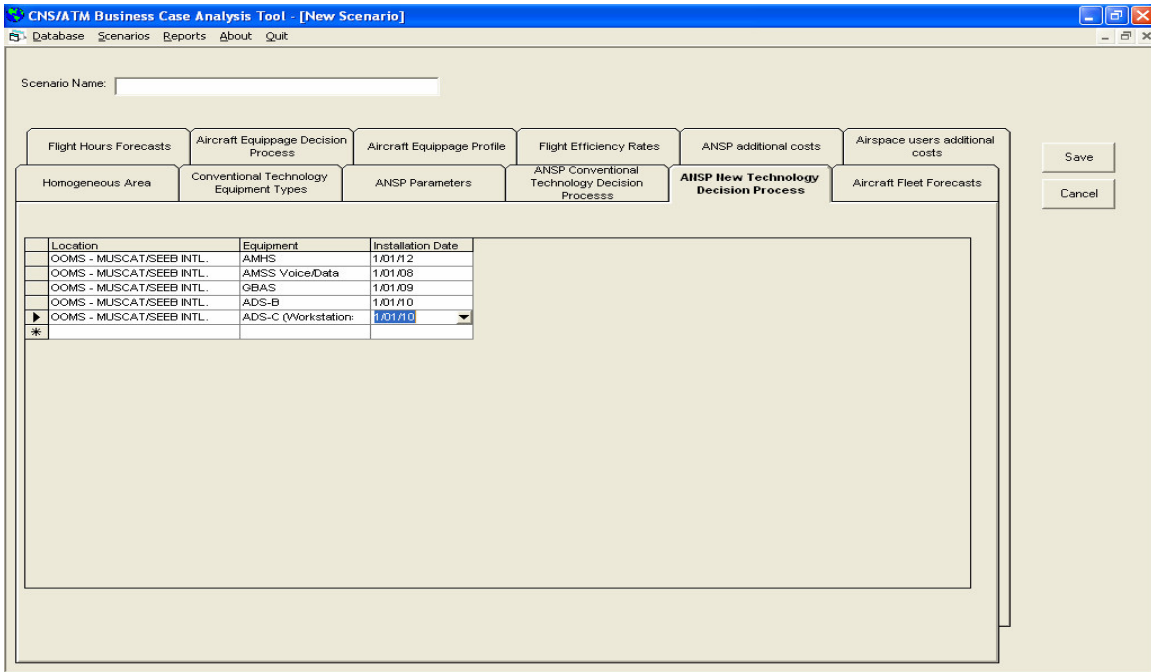 CNS/ATM Business Case Analysis Tool - [New Scenario]
Database Scenarios Reports About Quit
Scenario Name:
Flight Hours Forecasts
Aircraft Equippage Decision
Process
Aircraft Equippage Profile
Flight Efficiency Rates
ANSP additional costs
Airspace users additional
costs
Save
Homogeneous Area
Conventional Technology
Equipment Types
ANSP Parameters
ANSP Conventional
Technology Decision
Processs
ANSP New Technology
Decision Process
Aircraft Fleet Forecasts
Cancel
Location Equipment Installation Date
OOMS - MUSCAT/SEEB INTL. AMHS 1/01/12
OOMS - MUSCAT/SEEB INTL. AMSS Voice/Data 1/01/08
OOMS - MUSCAT/SEEB INTL. GBAS 1/01/09
OOMS - MUSCAT/SEEB INTL. ADS-B 1/01/10
OOMS - MUSCAT/SEEB INTL. ADS-C (Workstation: 1/01/10